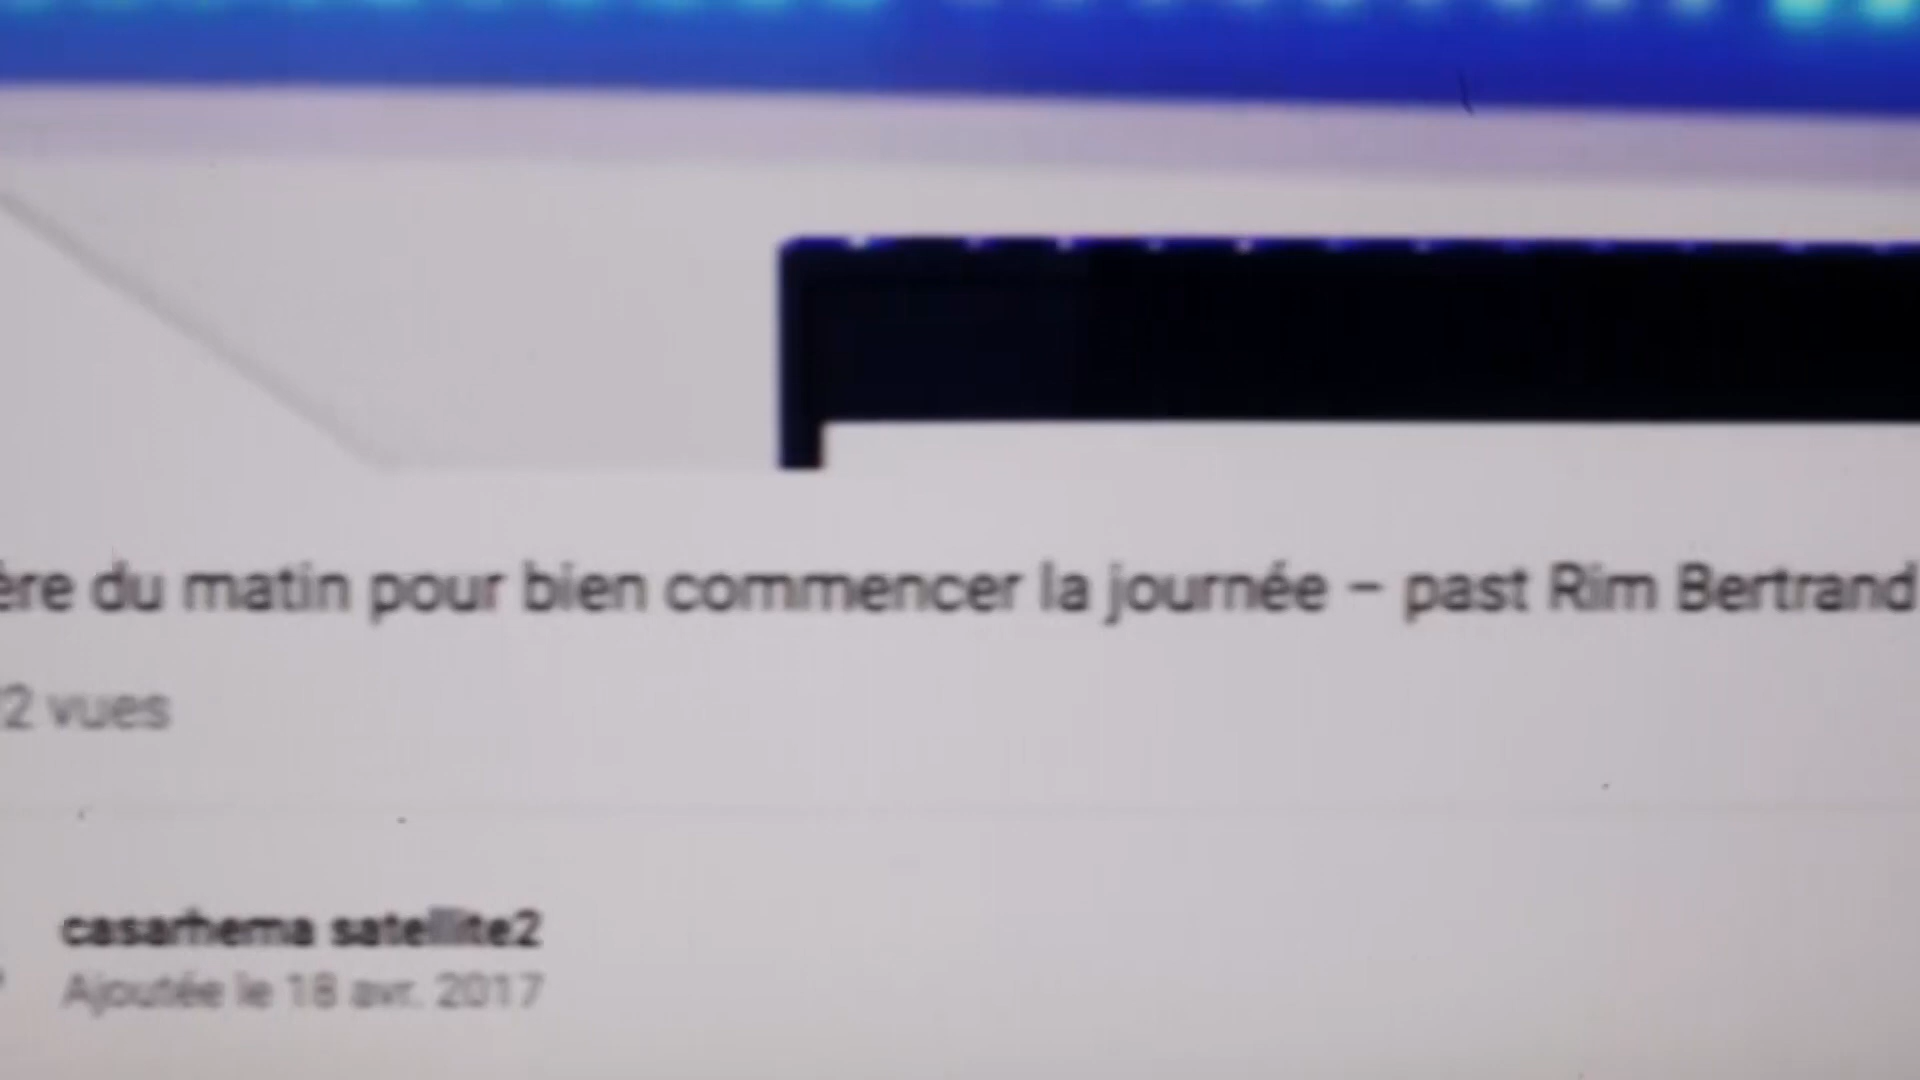 ère du matin pour bien commencer la journée – past Rim Bertrand
2 vues
casarhema satellite2
Ajoutée le 18 avr. 2017